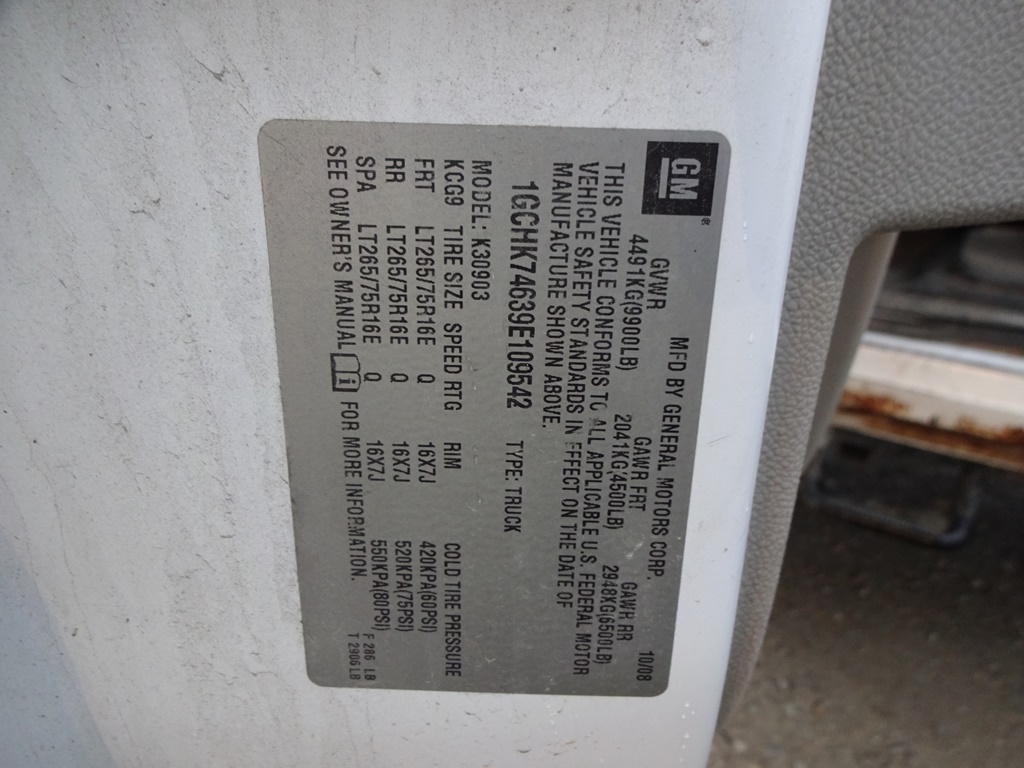 GM®
MFD BY GENERAL MOTORS CORP. 10/08
GVWR GAWR FRT GAWR RR
4491KG(9900LB) 2041KG(4500LB) 2948KG(6500LB)
THIS VEHICLE CONFORMS TO ALL APPLICABLE U.S. FEDERAL MOTOR
VEHICLE SAFETY STANDARDS IN EFFECT ON THE DATE OF
MANUFACTURE SHOWN ABOVE.
1GCHK74639E109542 TYPE: TRUCK
MODEL: K30903
KCG9 TIRE SIZE SPEED RTG RIM COLD TIRE PRESSURE
FRT LT265/75R16E Q 16X7J 420KPA(60PSI)
RR LT265/75R16E Q 16X7J 520KPA(75PSI)
SPA LT265/75R16E Q 16X7J 550KPA(80PSI)
SEE OWNER'S MANUAL i FOR MORE INFORMATION.
F 286 LB
T 2906 LB